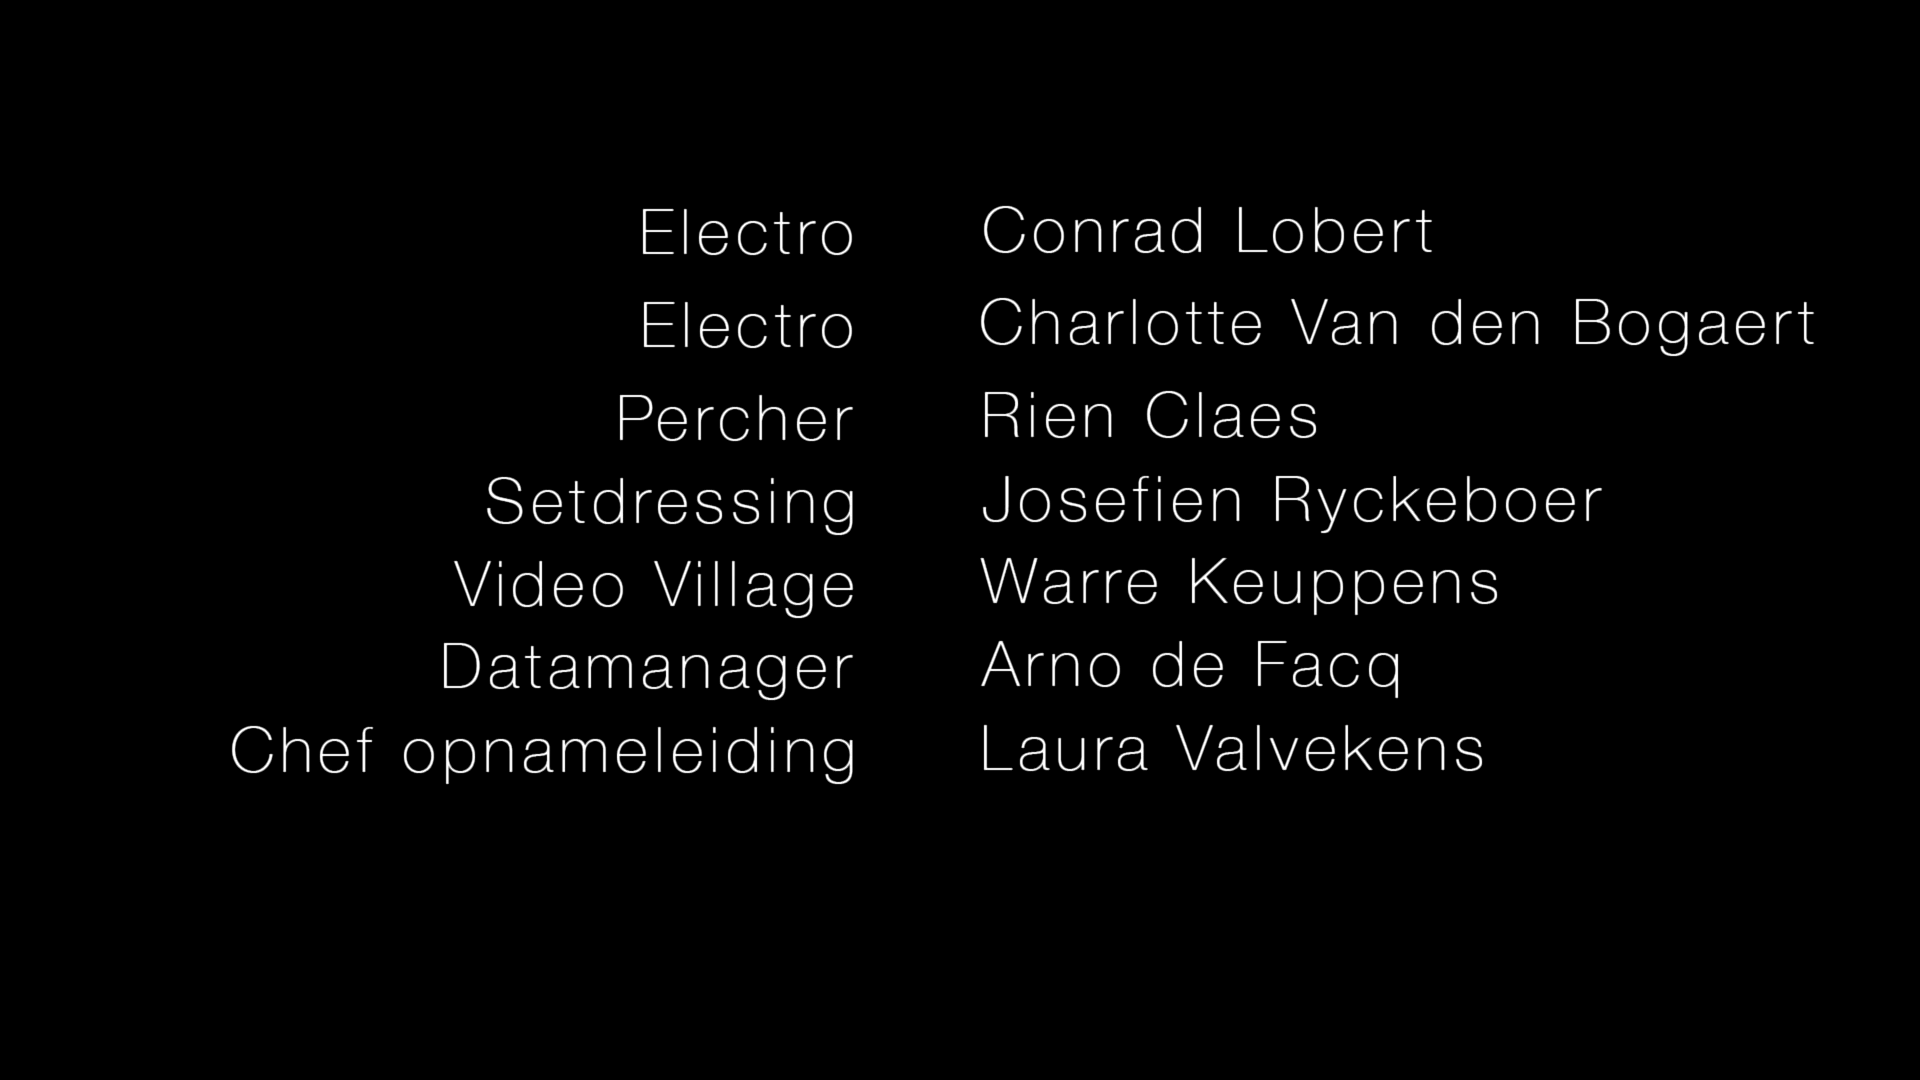 Electro Conrad Lobert
Electro Charlotte Van den Bogaert
Percher Rien Claes
Setdressing Josefien Ryckeboer
Video Village Warre Keuppens
Datamanager Arno de Facq
Chef opnameleiding Laura Valvekens